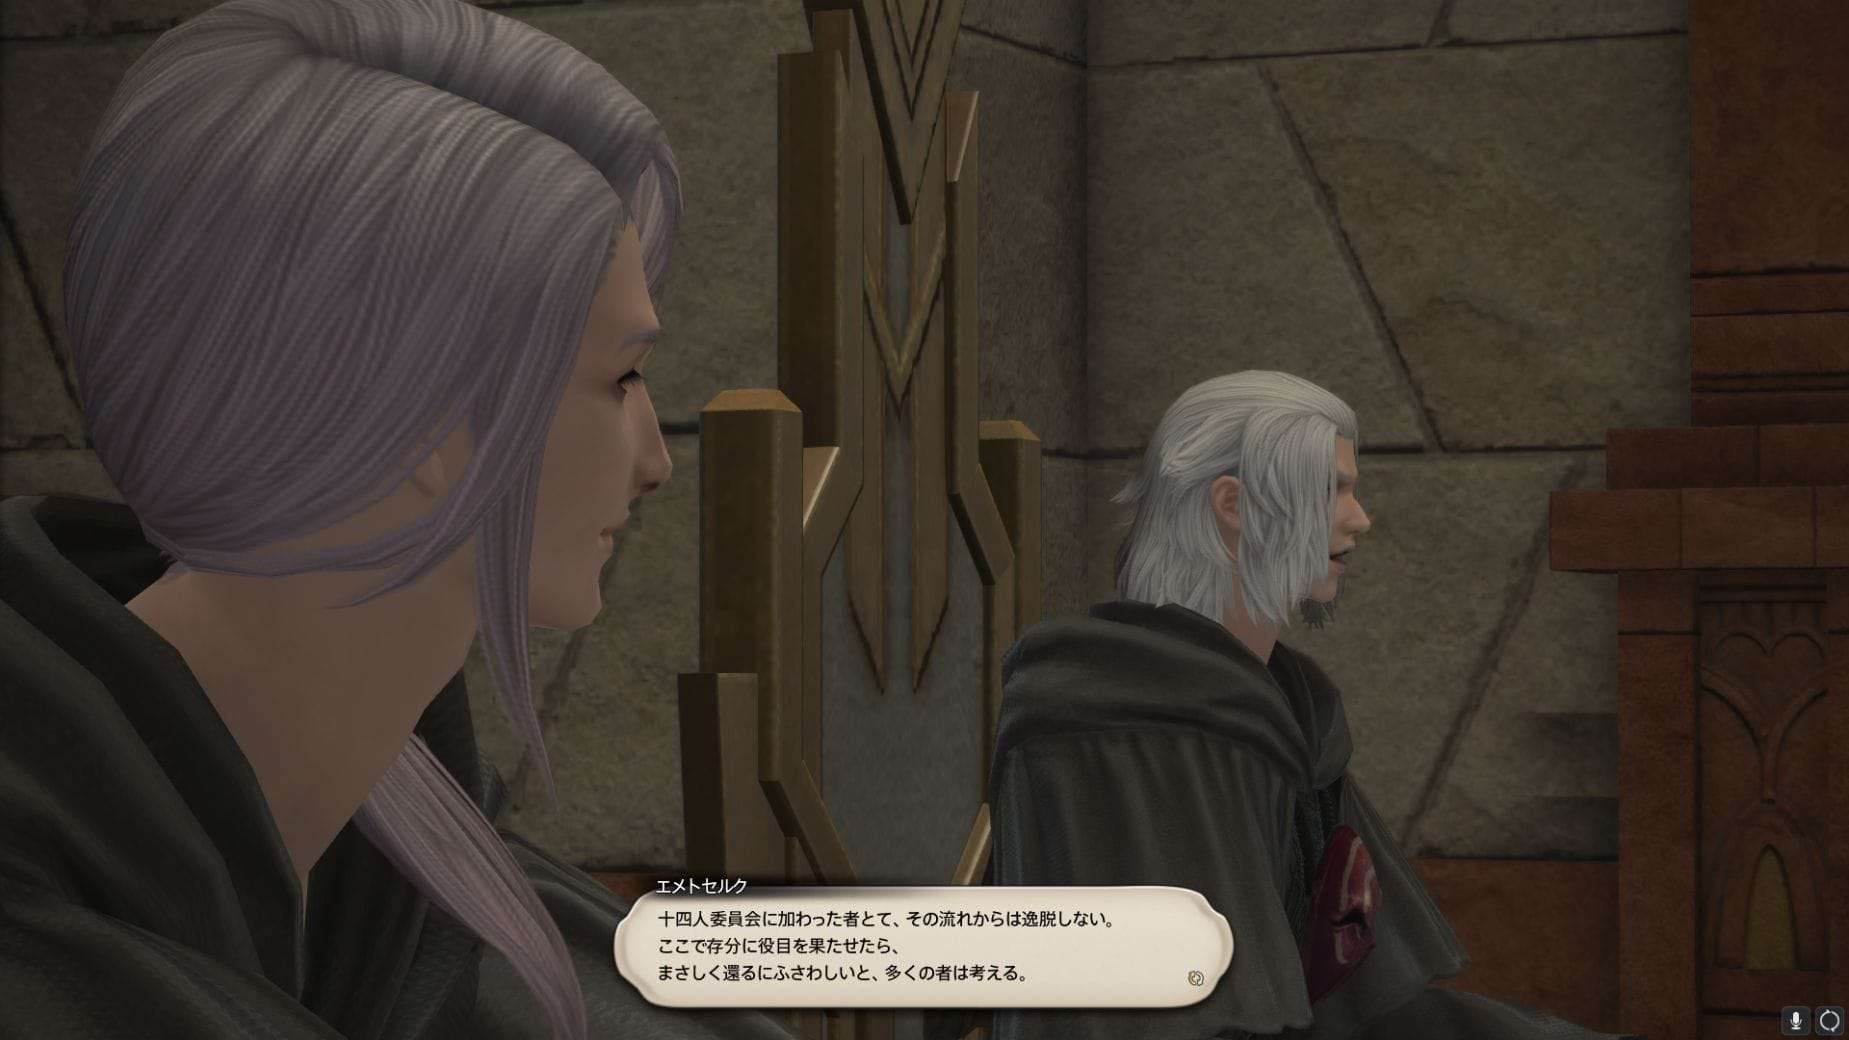 エメトセルク
十四人委員会に加わった者とて、その流れからは逸脱しない。
ここで存分に役目を果たせたら、
まさしく還るにふさわしいと、多くの者は考える。